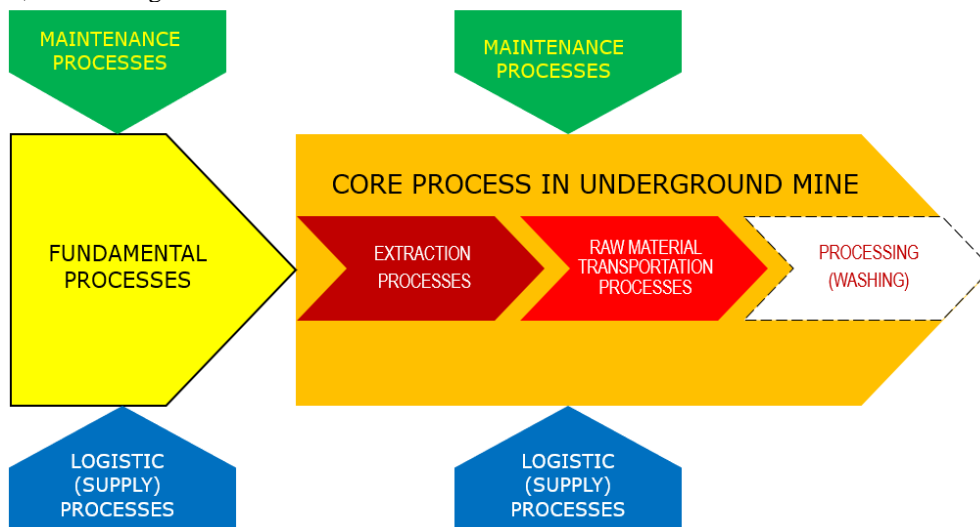 MAINTENANCE
PROCESSES
MAINTENANCE
PROCESSES
CORE PROCESS IN UNDERGROUND MINE
FUNDAMENTAL
PROCESSES
EXTRACTION
PROCESSES
RAW MATERIAL
TRANSPORTATION
PROCESSES
PROCESSING
(WASHING)
LOGISTIC
(SUPPLY)
PROCESSES
LOGISTIC
(SUPPLY)
PROCESSES